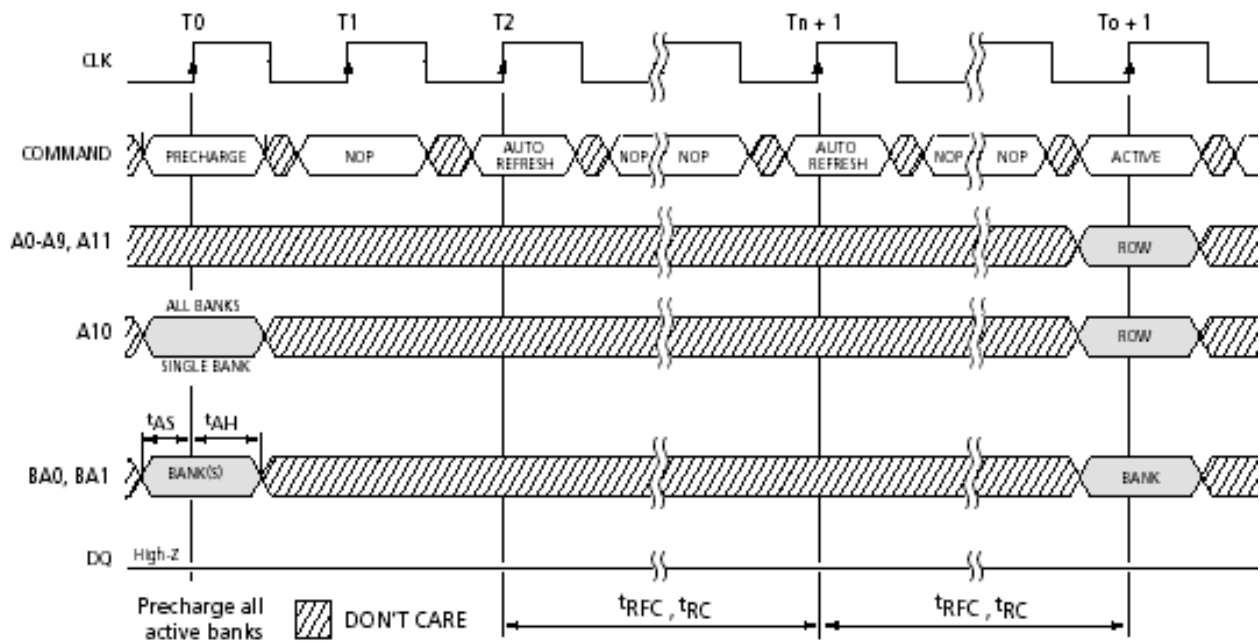 T0 T1 T2 Tn + 1 To + 1
CLK
COMMAND PRECHARGE NOP AUTO REFRESH NOP NOP AUTO REFRESH NOP NOP ACTIVE
A0-A9, A11 ROW
ALL BANKS
A10 ROW
SINGLE BANK
tAS tAH
BA0, BA1 BANK(S) BANK
DQ High-Z
Precharge all
active banks
DON'T CARE
tRFC , tRC tRFC , tRC